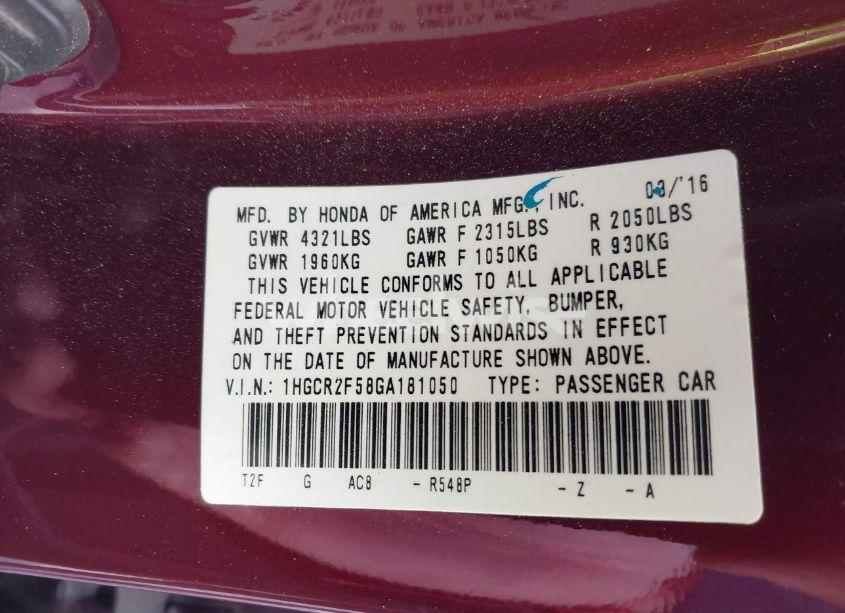 MFD. BY HONDA OF AMERICA MFG., INC. 03/'16
GVWR 4321LBS GAWR F 2315LBS R 2050LBS
GVWR 1960KG GAWR F 1050KG R 930KG
THIS VEHICLE CONFORMS TO ALL APPLICABLE
FEDERAL MOTOR VEHICLE SAFETY, BUMPER,
AND THEFT PREVENTION STANDARDS IN EFFECT
ON THE DATE OF MANUFACTURE SHOWN ABOVE.
V.I.N.: 1HGCR2F58GA181050 TYPE: PASSENGER CAR
T2F G AC8 - R548P - Z - A